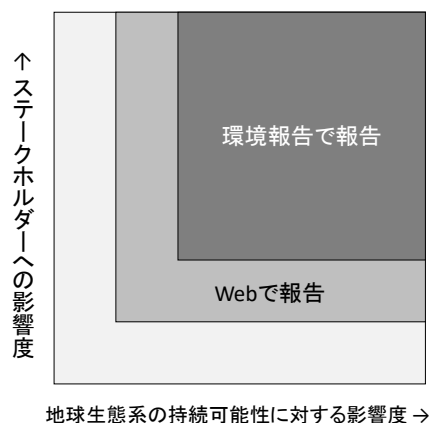 ↑ステークホルダーへの影響度
環境報告で報告
Webで報告
地球生態系の持続可能性に対する影響度→